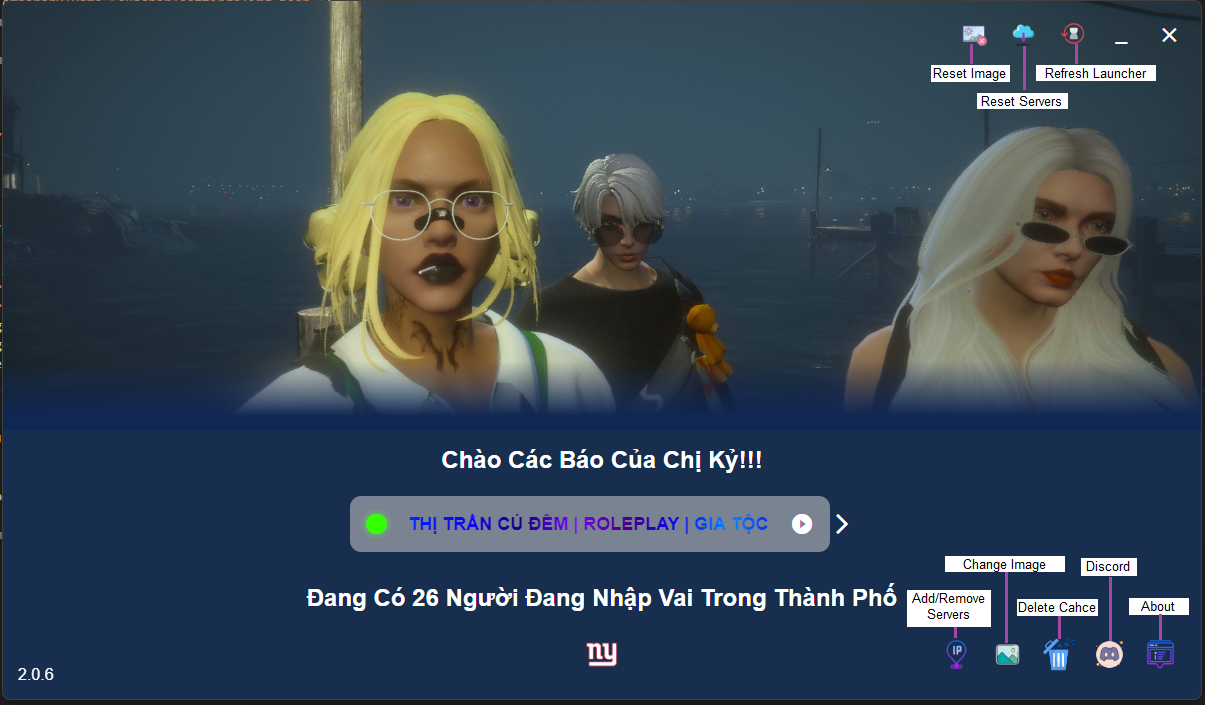 Reset Image
Refresh Launcher
Reset Servers
Chào Các Báo Của Chị Kỷ!!!
THỊ TRẤN CÚ ĐÊM | ROLEPLAY | GIA TỘC
Change Image
Discord
Đang Có 26 Người Đang Nhập Vai Trong Thành Phố
Add/Remove
Servers
Delete Cahce
About
IP
ny
2.0.6